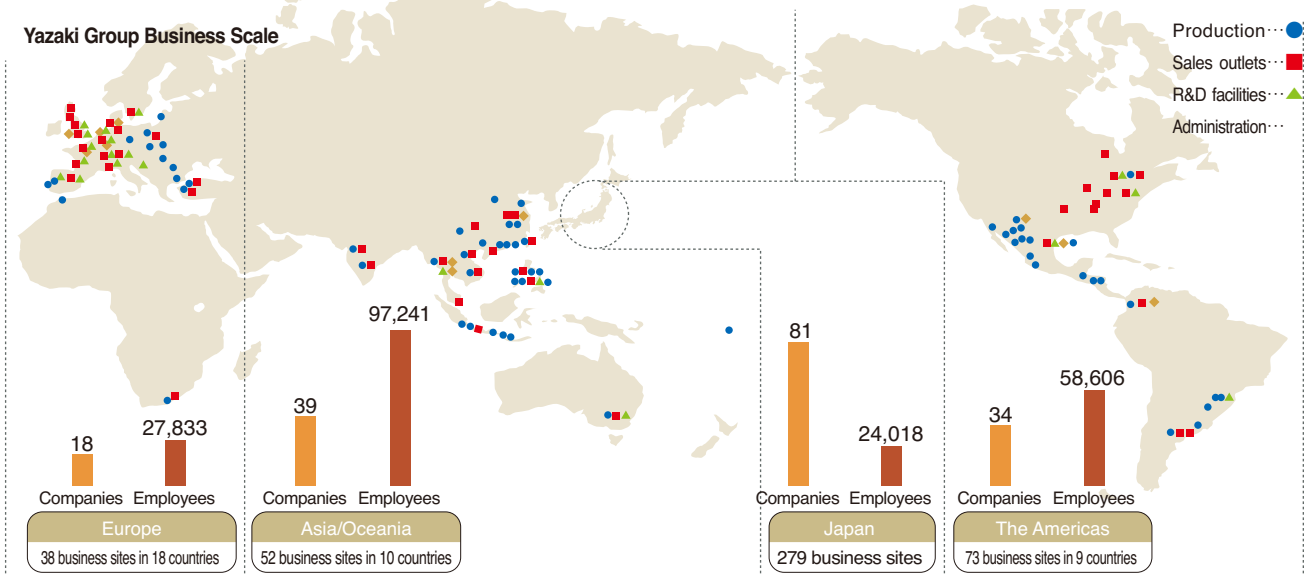 Yazaki Group Business Scale
Production···
Sales outlets···
R&D facilities···
Administration···
18
27,833
Companies Employees
Europe
38 business sites in 18 countries
39
97,241
Companies Employees
Asia/Oceania
52 business sites in 10 countries
81
24,018
Companies Employees
Japan
279 business sites
34
58,606
Companies Employees
The Americas
73 business sites in 9 countries